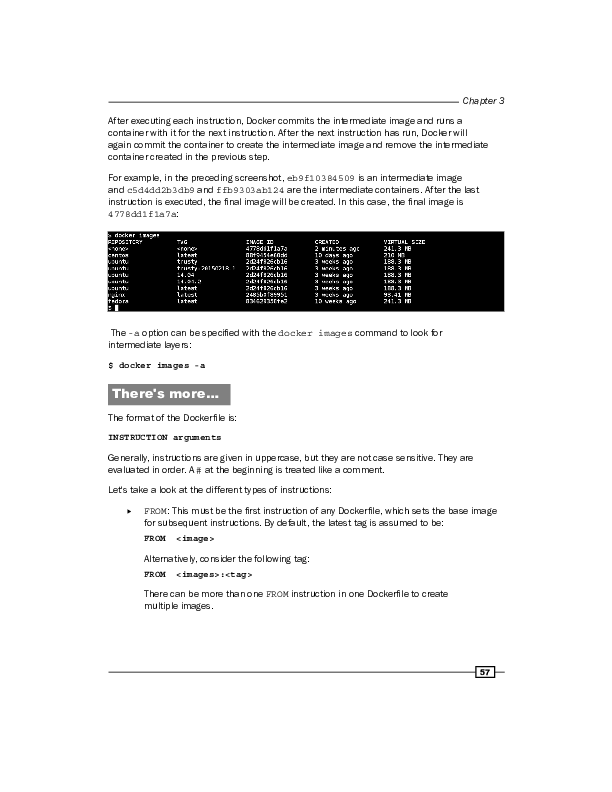 Chapter 3
After executing each instruction, Docker commits the intermediate image and runs a
container with it for the next instruction. After the next instruction has run, Docker will
again commit the container to create the intermediate image and remove the intermediate
container created in the previous step.
For example, in the preceding screenshot, eb9f10384509 is an intermediate image
and c5d4dd2b3db9 and ffb9303ab124 are the intermediate containers. After the last
instruction is executed, the final image will be created. In this case, the final image is
4778dd1f1a7a:
$ docker images
REPOSITORY TAG IMAGE ID CREATED VIRTUAL SIZE
<none> <none> 4778dd1f1a7a 2 minutes ago 241.3 MB
centos latest 88f9454e60dd 10 days ago 210 MB
ubuntu trusty 2d24f826cb16 3 weeks ago 188.3 MB
ubuntu trusty-20150218.1 2d24f826cb16 3 weeks ago 188.3 MB
ubuntu 14.04 2d24f826cb16 3 weeks ago 188.3 MB
ubuntu 14.04.2 2d24f826cb16 3 weeks ago 188.3 MB
ubuntu latest 2d24f826cb16 3 weeks ago 188.3 MB
nginx latest 3 weeks ago 93.41 MB
fedora latest 10 weeks ago 241.3 MB
$
The -a option can be specified with the docker images command to look for
intermediate layers:
$ docker images -a
There's more...
The format of the Dockerfile is:
INSTRUCTION arguments
Generally, instructions are given in uppercase, but they are not case sensitive. They are
evaluated in order. A # at the beginning is treated like a comment.
Let's take a look at the different types of instructions:
▸ FROM: This must be the first instruction of any Dockerfile, which sets the base image
for subsequent instructions. By default, the latest tag is assumed to be:
FROM <image>
Alternatively, consider the following tag:
FROM <images>:<tag>
There can be more than one FROM instruction in one Dockerfile to create
multiple images.
57